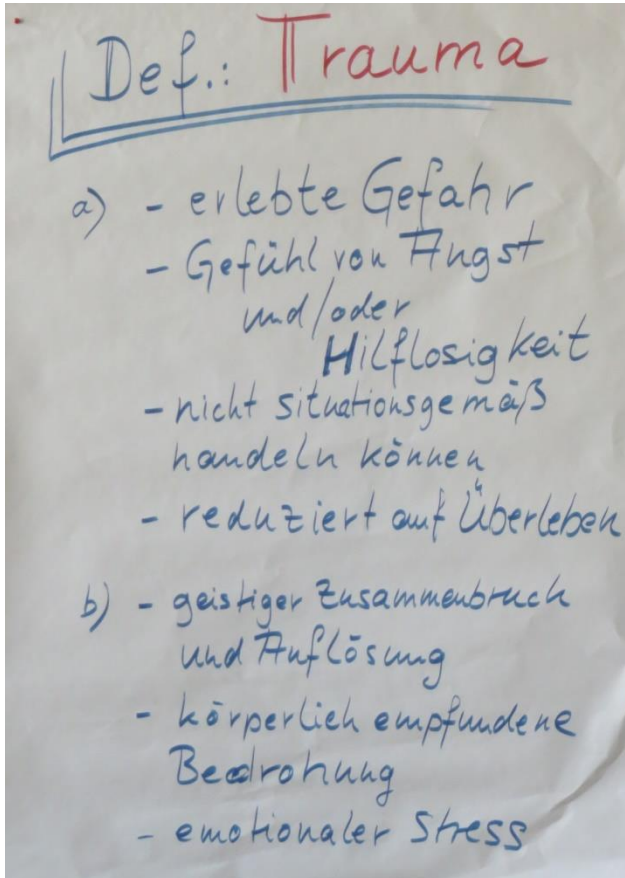 Def.: Trauma
a) - erlebte Gefahr
- Gefühl von Angst
und/oder
Hilflosigkeit
- nicht situationsgemäß
handeln können
- reduziert auf Überleben
b) - geistiger Zusammenbruch
und Auflösung
- körperlich empfundene
Bedrohung
- emotionaler Stress